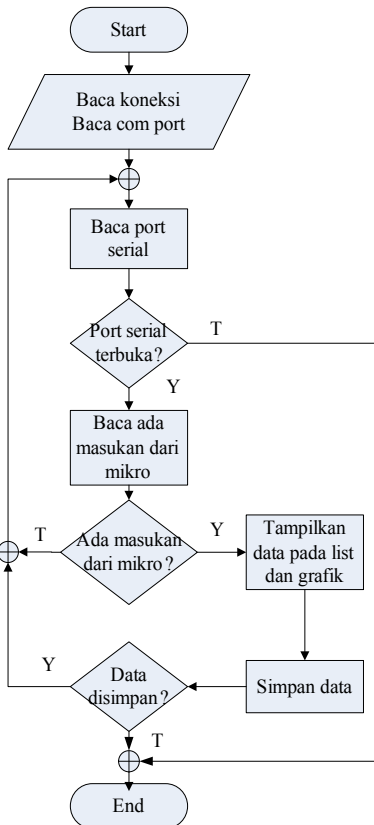 Start
Baca koneksi
Baca com port
Baca port
serial
Port serial
terbuka?
T
Y
Baca ada
masukan dari
mikro
Ada masukan
dari mikro?
T
Y
Tampilkan
data pada list
dan grafik
Simpan data
Data
disimpan?
Y
T
End